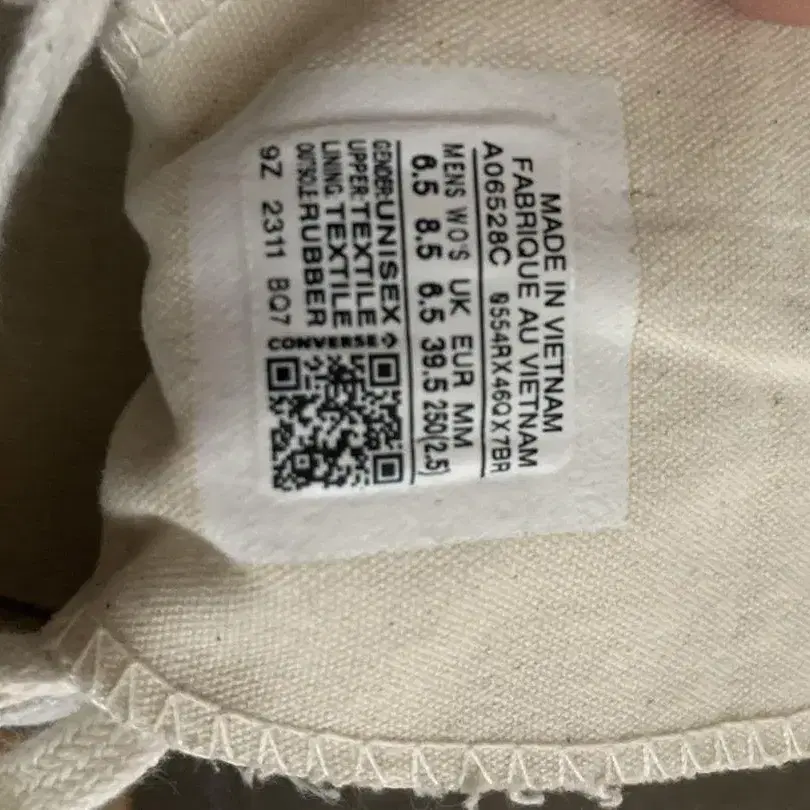 MADE IN VIETNAM
FABRIQUE AU VIETNAM
A06528C 0554RX46QX7BR
MENS WO'S UK EUR MM
6.5 8.5 6.5 39.5 250(2.5)
GENDER:UNISEX
UPPER:TEXTILE
LINING:TEXTILE
OUTSOLE:RUBBER
9Z 2311 BQ7
CONVERSE